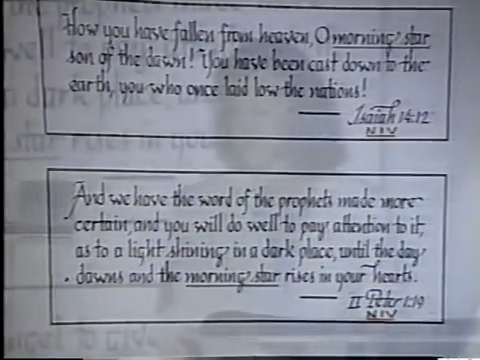 How you have fallen from heaven, O morning star
son of the dawn! You have been cast down to the
earth, you who once laid low the nations!
— Isaiah 14:12
NIV
And we have the word of the prophets made more
certain, and you will do well to pay attention to it,
as to a light shining in a dark place, until the day
dawns and the morning star rises in your hearts.
— II Peter 1:19
NIV